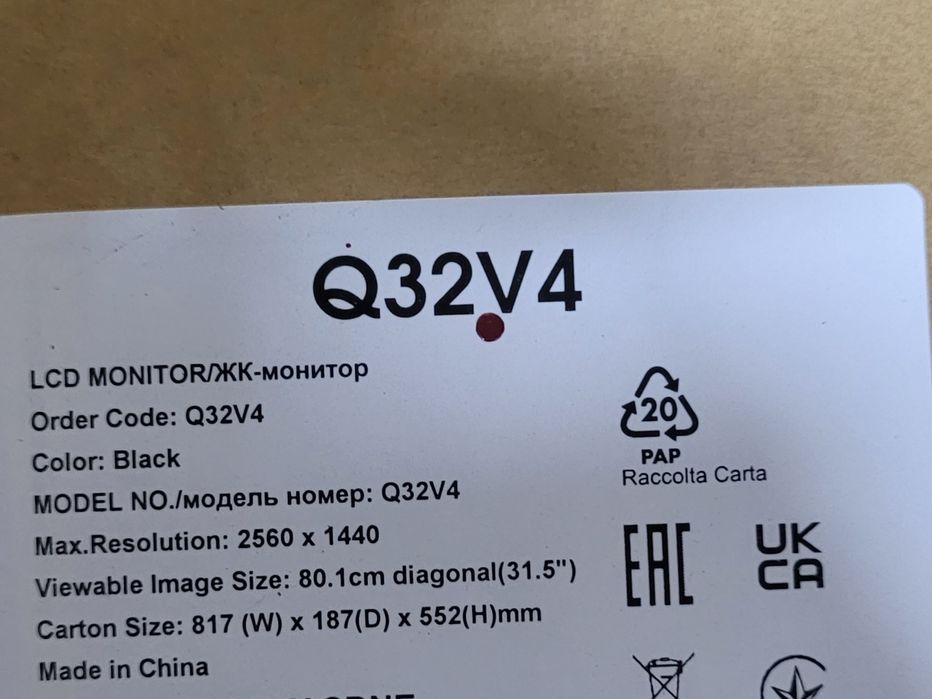 Q32V4
LCD MONITOR/ЖК-монитор
Order Code: Q32V4
Color: Black
MODEL NO./модель номер: Q32V4
Max.Resolution: 2560 x 1440
Viewable Image Size: 80.1cm diagonal(31.5")
Carton Size: 817 (W) x 187(D) x 552(H)mm
Made in China
20
PAP
Raccolta Carta
EAC
UK
CA